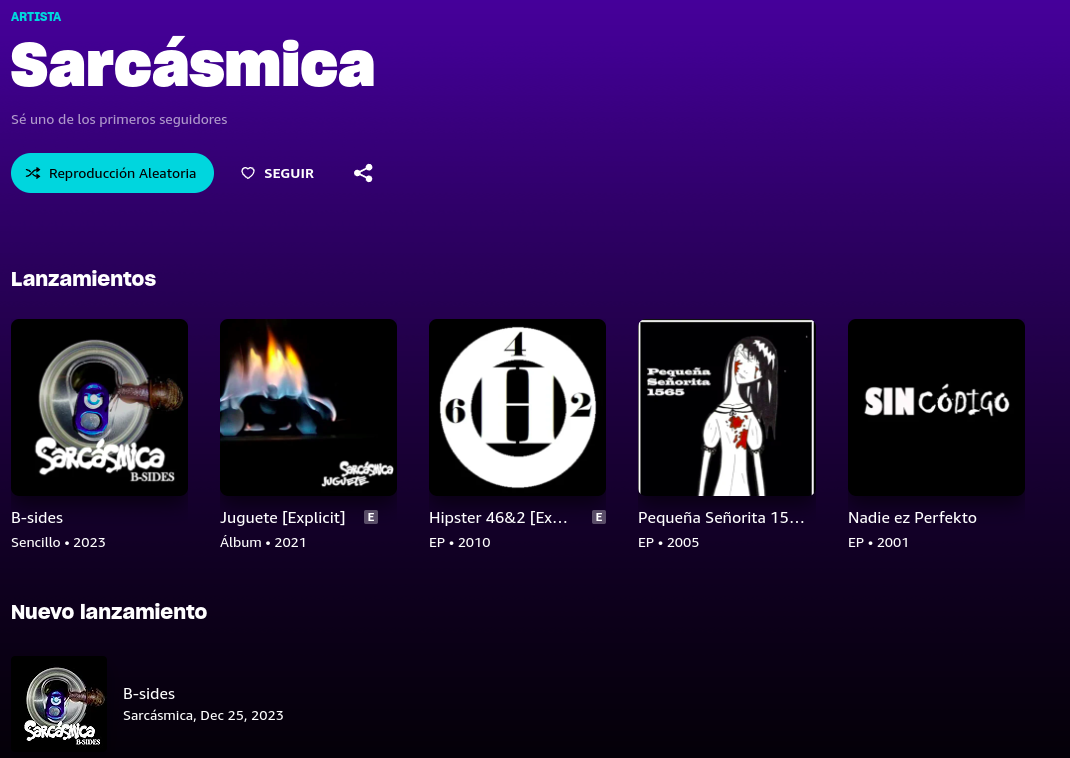 ARTISTA
Sarcásmica
Sé uno de los primeros seguidores
Reproducción Aleatoria
SEGUIR
Lanzamientos
Sarcásmica
B-SIDES
Sarcásmica
JUGUETE
4
6 H 2
Pequeña
Señorita
1565
SIN CÓDIGO
B-sides
Sencillo • 2023
Juguete [Explicit] E
Álbum • 2021
Hipster 46&2 [Ex... E
EP • 2010
Pequeña Señorita 15...
EP • 2005
Nadie ez Perfekto
EP • 2001
Nuevo lanzamiento
Sarcásmica
B-SIDES
B-sides
Sarcásmica, Dec 25, 2023